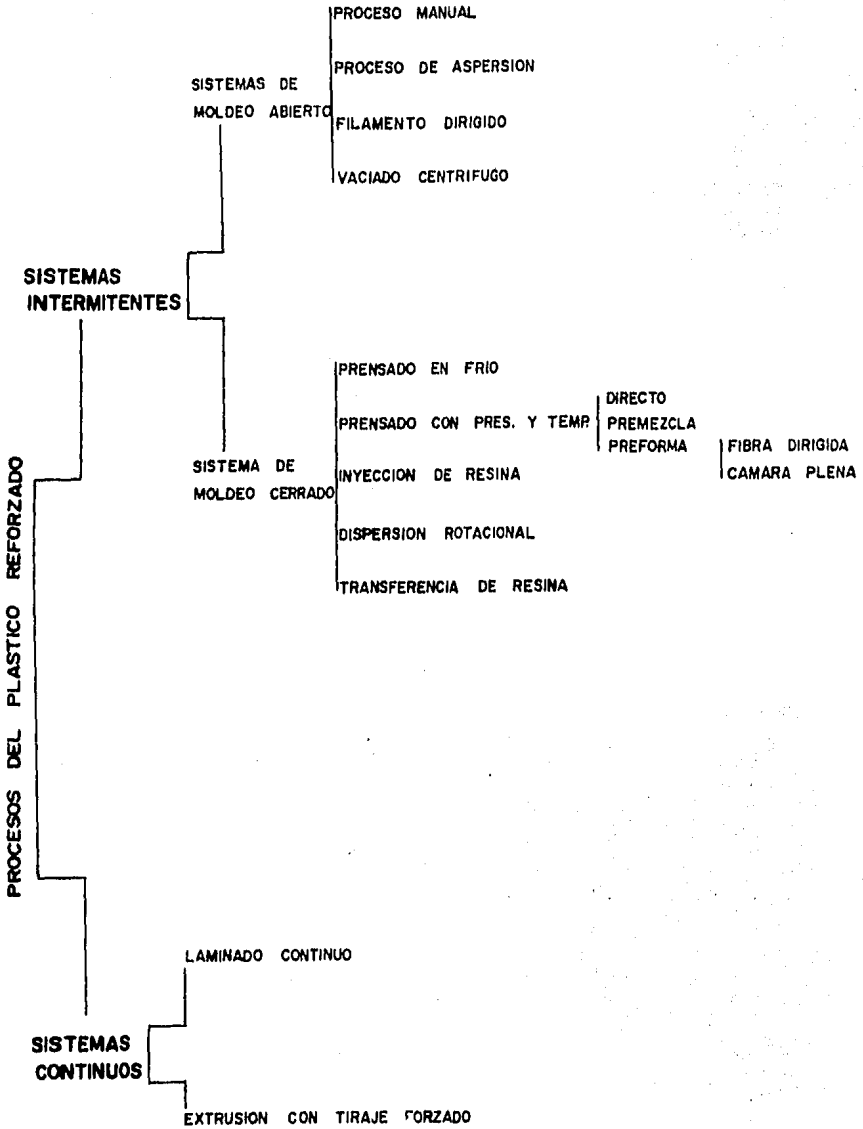 PROCESOS DEL PLASTICO REFORZADO
SISTEMAS
INTERMITENTES
SISTEMAS DE
MOLDEO ABIERTO
PROCESO MANUAL
PROCESO DE ASPERSION
FILAMENTO DIRIGIDO
VACIADO CENTRIFUGO
SISTEMA DE
MOLDEO CERRADO
PRENSADO EN FRIO
PRENSADO CON PRES. Y TEMP.
DIRECTO
PREMEZCLA
PREFORMA
FIBRA DIRIGIDA
CAMARA PLENA
INYECCION DE RESINA
DISPERSION ROTACIONAL
TRANSFERENCIA DE RESINA
SISTEMAS
CONTINUOS
LAMINADO CONTINUO
EXTRUSION CON TIRAJE FORZADO